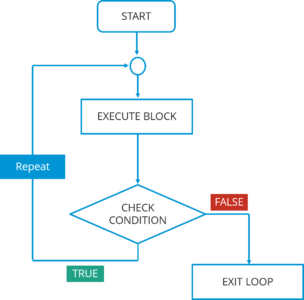 START
EXECUTE BLOCK
Repeat
CHECK
CONDITION
FALSE
TRUE
EXIT LOOP